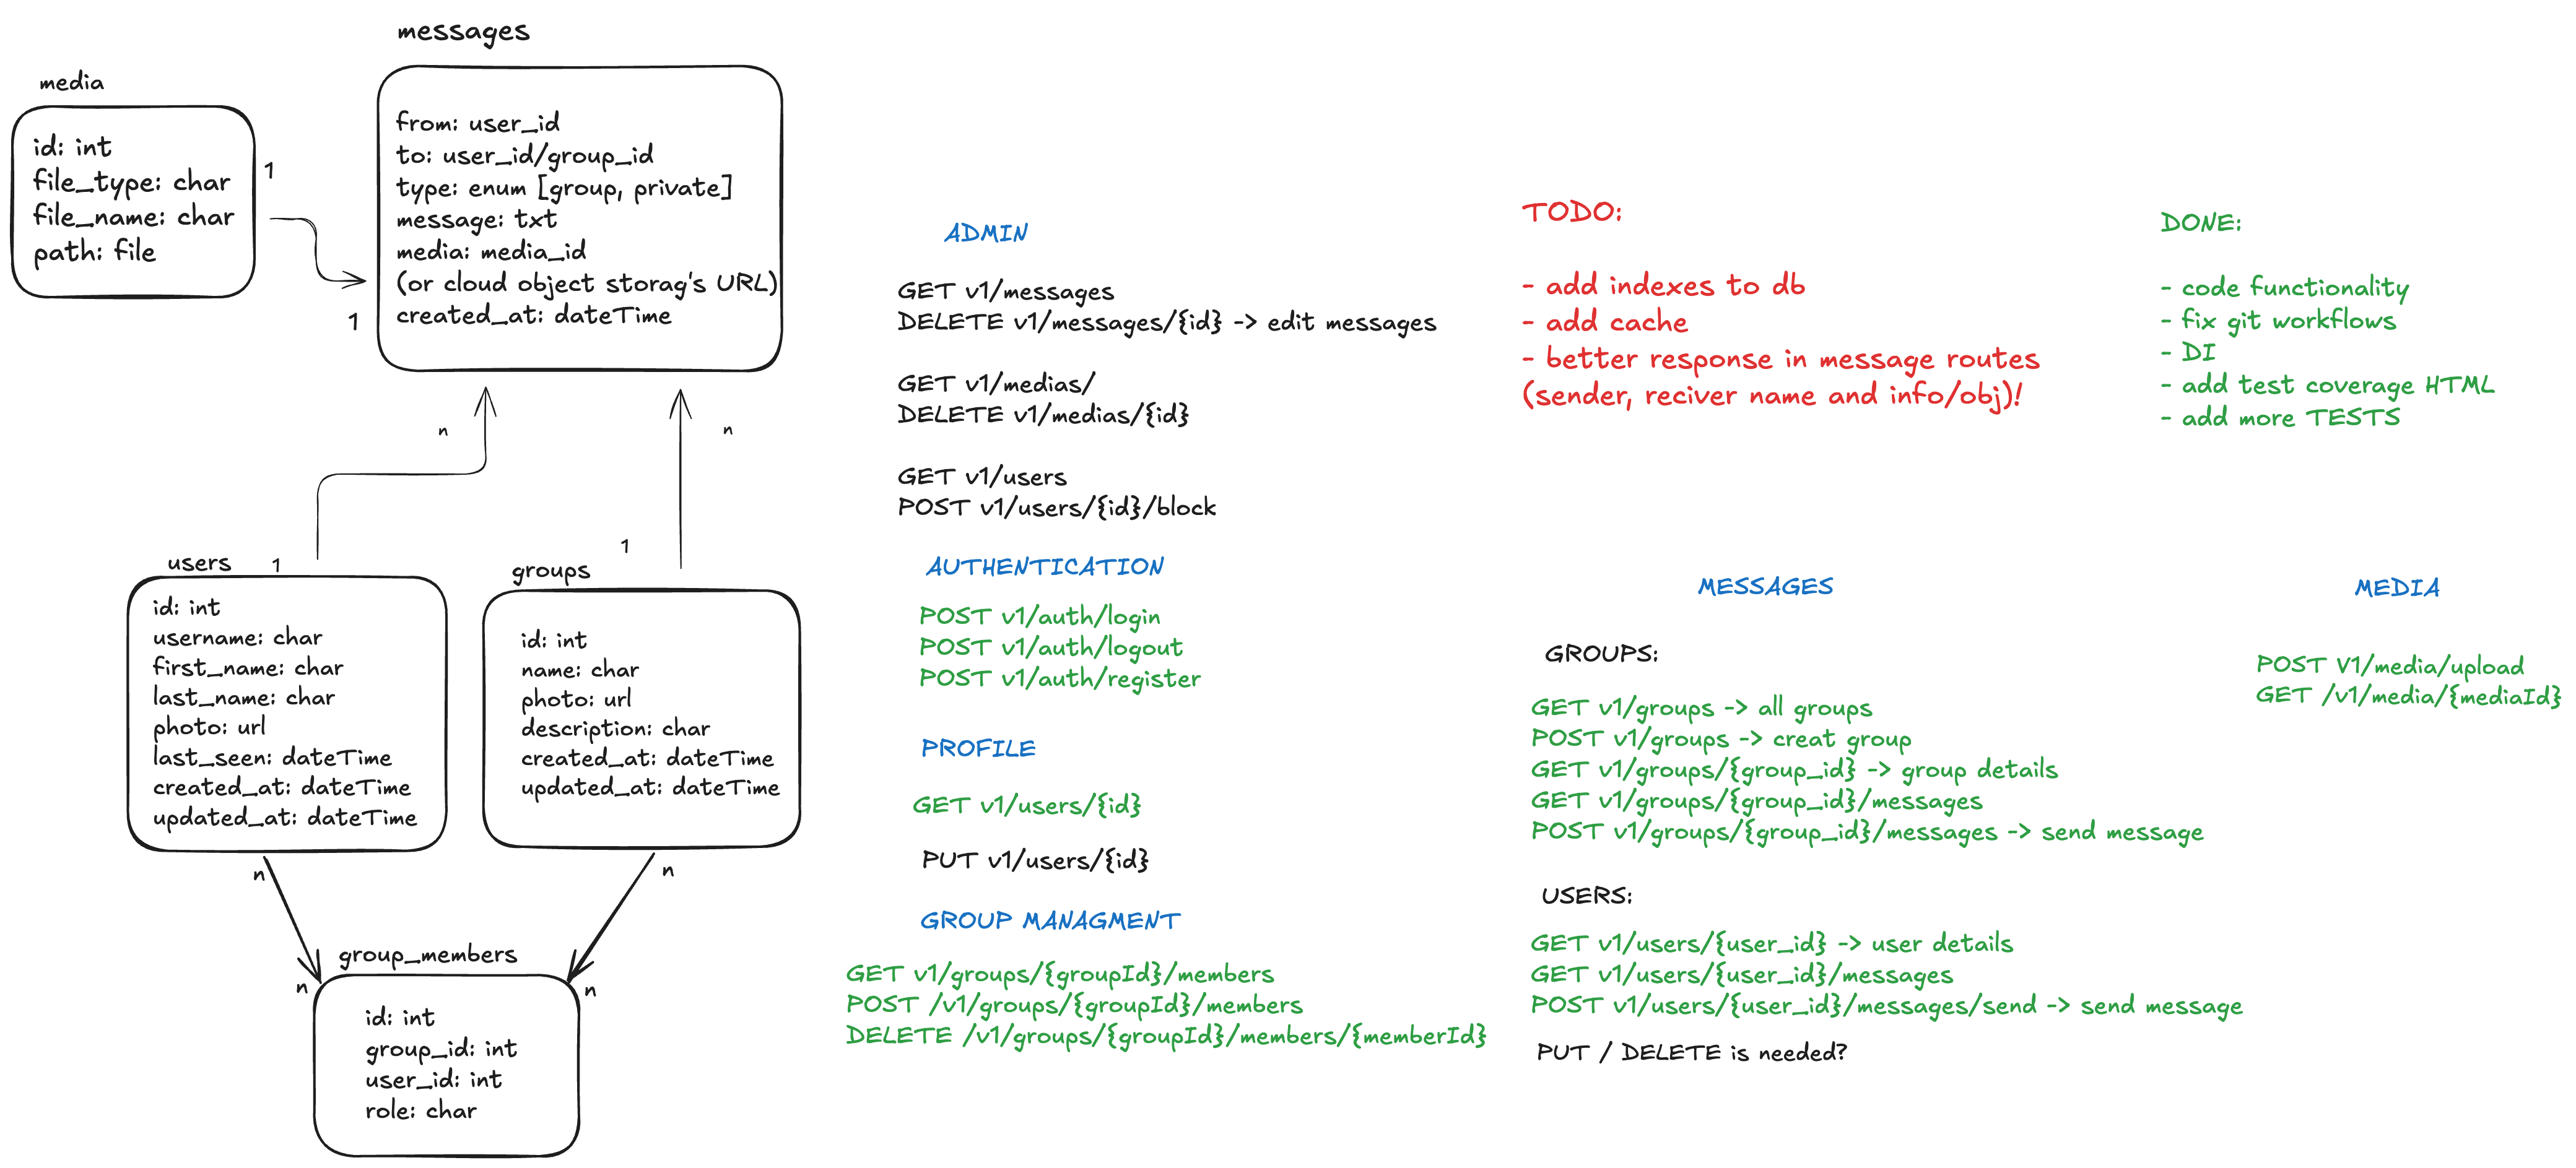 messages
from: user_id
to: user_id/group_id
type: enum [group, private]
message: txt
media: media_id
(or cloud object storag's URL)
created_at: dateTime
media
id: int
file_type: char
file_name: char
path: file
1
1
n
n
1
1
users
id: int
username: char
first_name: char
last_name: char
photo: url
last_seen: dateTime
created_at: dateTime
updated_at: dateTime
groups
id: int
name: char
photo: url
description: char
created_at: dateTime
updated_at: dateTime
n
n
n
n
group_members
id: int
group_id: int
user_id: int
role: char
ADMIN
GET v1/messages
DELETE v1/messages/{id} -> edit messages
GET v1/medias/
DELETE v1/medias/{id}
GET v1/users
POST v1/users/{id}/block
AUTHENTICATION
POST v1/auth/login
POST v1/auth/logout
POST v1/auth/register
PROFILE
GET v1/users/{id}
PUT v1/users/{id}
GROUP MANAGMENT
GET v1/groups/{groupId}/members
POST /v1/groups/{groupId}/members
DELETE /v1/groups/{groupId}/members/{memberId}
TODO:
- add indexes to db
- add cache
- better response in message routes
(sender, reciver name and info/obj)!
DONE:
- code functionality
- fix git workflows
- DI
- add test coverage HTML
- add more TESTS
MESSAGES
GROUPS:
GET v1/groups -> all groups
POST v1/groups -> creat group
GET v1/groups/{group_id} -> group details
GET v1/groups/{group_id}/messages
POST v1/groups/{group_id}/messages -> send message
USERS:
GET v1/users/{user_id} -> user details
GET v1/users/{user_id}/messages
POST v1/users/{user_id}/messages/send -> send message
PUT / DELETE is needed?
MEDIA
POST V1/media/upload
GET /v1/media/{mediaId}